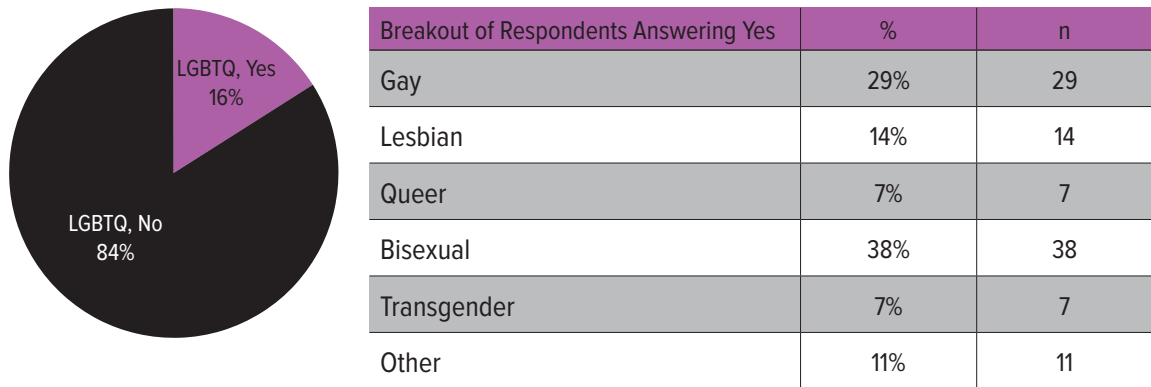 LGBTQ, Yes
16%
LGBTQ, No
84%
Breakout of Respondents Answering Yes % n
Gay 29% 29
Lesbian 14% 14
Queer 7% 7
Bisexual 38% 38
Transgender 7% 7
Other 11% 11